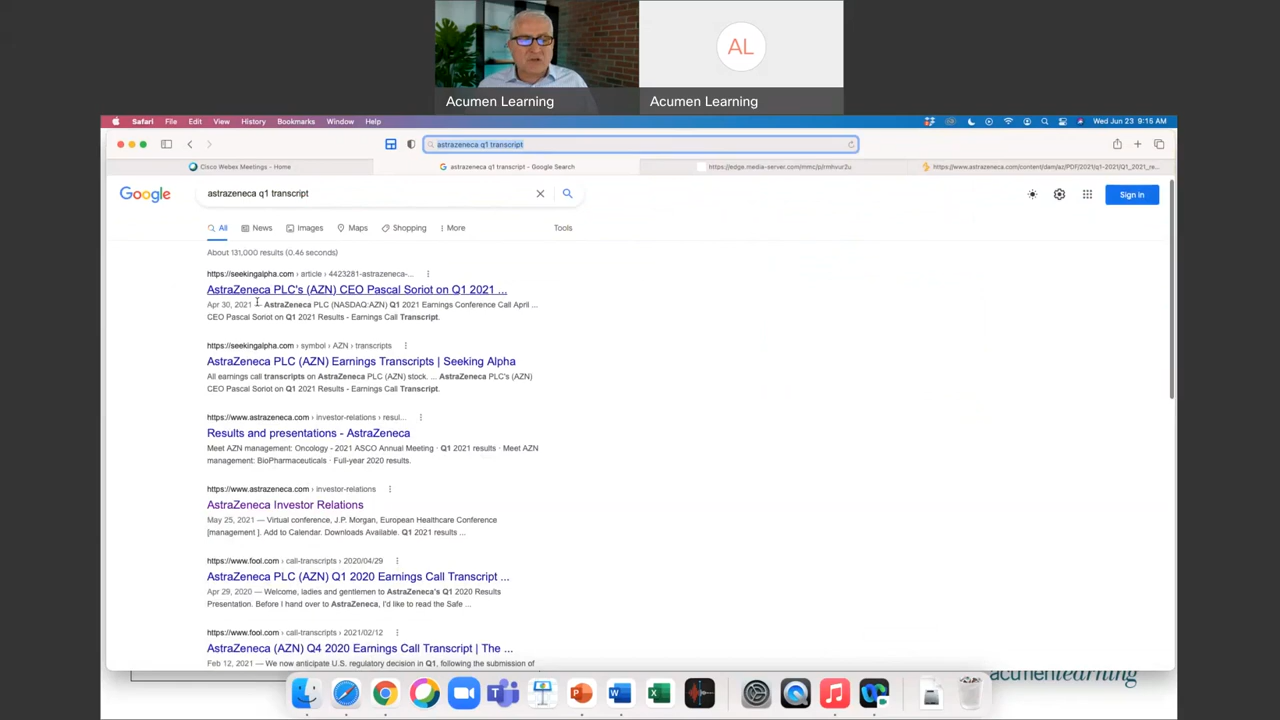 AL
Acumen Learning
Acumen Learning
Safari File Edit View History Bookmarks Window Help
Wed Jun 23 9:15 AM
astrazeneca q1 transcript
Cisco Webex Meetings - Home
astrazeneca q1 transcript - Google Search
https://edge.media-server.com/mmc/p/rmhvur2u
https://www.astrazeneca.com/content/dam/az/PDF/2021/q1-2021/Q1_2021_re...
Google
astrazeneca q1 transcript
Sign in
All News Images Maps Shopping More Tools
About 131,000 results (0.46 seconds)
https://seekingalpha.com › article › 4423281-astrazeneca-...
AstraZeneca PLC's (AZN) CEO Pascal Soriot on Q1 2021 ...
Apr 30, 2021 — AstraZeneca PLC (NASDAQ:AZN) Q1 2021 Earnings Conference Call April ...
CEO Pascal Soriot on Q1 2021 Results - Earnings Call Transcript.
https://seekingalpha.com › symbol › AZN › transcripts
AstraZeneca PLC (AZN) Earnings Transcripts | Seeking Alpha
All earnings call transcripts on AstraZeneca PLC (AZN) stock. ... AstraZeneca PLC's (AZN)
CEO Pascal Soriot on Q1 2021 Results - Earnings Call Transcript.
https://www.astrazeneca.com › investor-relations › resul...
Results and presentations - AstraZeneca
Meet AZN management: Oncology - 2021 ASCO Annual Meeting · Q1 2021 results · Meet AZN
management: BioPharmaceuticals · Full-year 2020 results.
https://www.astrazeneca.com › investor-relations
AstraZeneca Investor Relations
May 25, 2021 — Virtual conference, J.P. Morgan, European Healthcare Conference
[management ]. Add to Calendar. Downloads Available. Q1 2021 results ...
https://www.fool.com › call-transcripts › 2020/04/29
AstraZeneca PLC (AZN) Q1 2020 Earnings Call Transcript ...
Apr 29, 2020 — Welcome, ladies and gentlemen to AstraZeneca's Q1 2020 Results
Presentation. Before I hand over to AstraZeneca, I'd like to read the Safe ...
https://www.fool.com › call-transcripts › 2021/02/12
AstraZeneca (AZN) Q4 2020 Earnings Call Transcript | The ...
Feb 12, 2021 — We now anticipate U.S. regulatory decision in Q1, following the submission of
acumenlearning